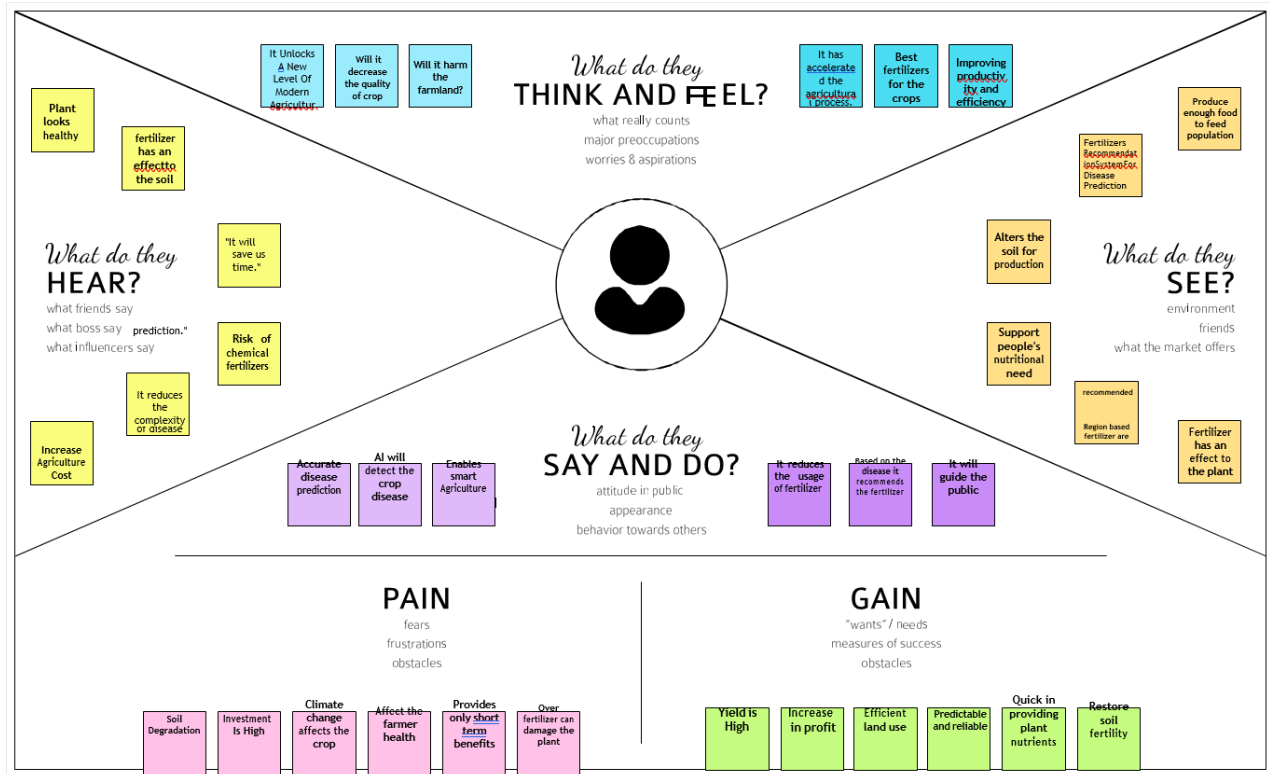 It Unlocks
A New
Level Of
Modern
Agricultur.
Will it
decrease
the quality
of crop
Will it harm
the
farmland?
What do they
THINK AND FEEL?
what really counts
major preoccupations
worries & aspirations
It has
accelerate
d the
agricultura
l process.
Best
fertilizers
for the
crops
Improving
productiv
ity and
efficiency
Plant
looks
healthy
fertilizer
has an
effectto
the soil
"It will
save us
time."
What do they
HEAR?
what friends say
what boss say
prediction."
what influencers say
Risk of
chemical
fertilizers
It reduces
the
complexity
of disease
Increase
Agriculture
Cost
Produce
enough food
to feed
population
Fertilizers
Recommendat
ionSystemFor
Disease
Prediction
Alters the
soil for
production
What do they
SEE?
environment
friends
what the market offers
Support
people's
nutritional
need
recommended
Region based
fertilizer are
Fertilizer
has an
effect to
the plant
What do they
SAY AND DO?
attitude in public
appearance
behavior towards others
Accurate
disease
prediction
AI will
detect the
crop
disease
Enables
smart
Agriculture
It reduces
the usage
of fertilizer
Based on the
disease it
recommends
the fertilizer
It will
guide the
public
PAIN
fears
frustrations
obstacles
Soil
Degradation
Investment
Is High
Climate
change
affects the
crop
Affect the
farmer
health
Provides
only short
term
benefits
Over
fertilizer can
damage the
plant
GAIN
"wants" / needs
measures of success
obstacles
Yield is
High
Increase
in profit
Efficient
land use
Predictable
and reliable
Quick in
providing
plant
nutrients
Restore
soil
fertility